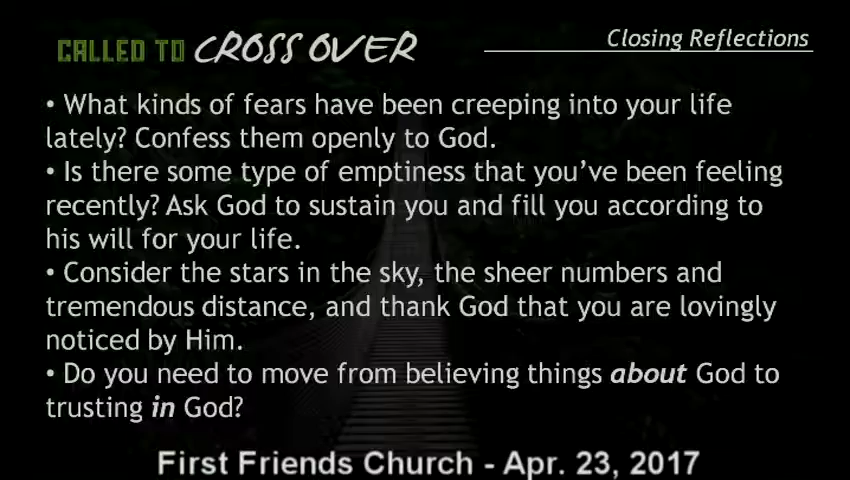 CALLED TO CROSS OVER
Closing Reflections
• What kinds of fears have been creeping into your life
lately? Confess them openly to God.
• Is there some type of emptiness that you’ve been feeling
recently? Ask God to sustain you and fill you according to
his will for your life.
• Consider the stars in the sky, the sheer numbers and
tremendous distance, and thank God that you are lovingly
noticed by Him.
• Do you need to move from believing things about God to
trusting in God?
First Friends Church - Apr. 23, 2017